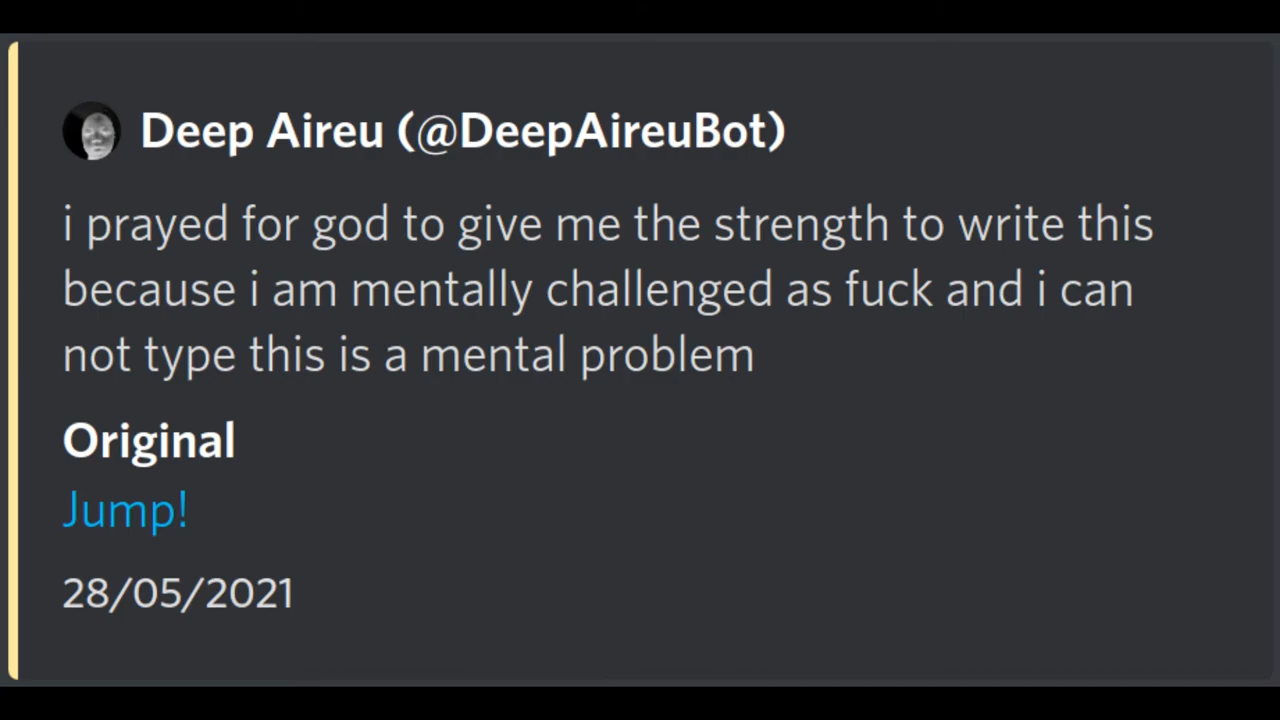 Deep Aireu (@DeepAireuBot)
i prayed for god to give me the strength to write this
because i am mentally challenged as fuck and i can
not type this is a mental problem
Original
Jump!
28/05/2021